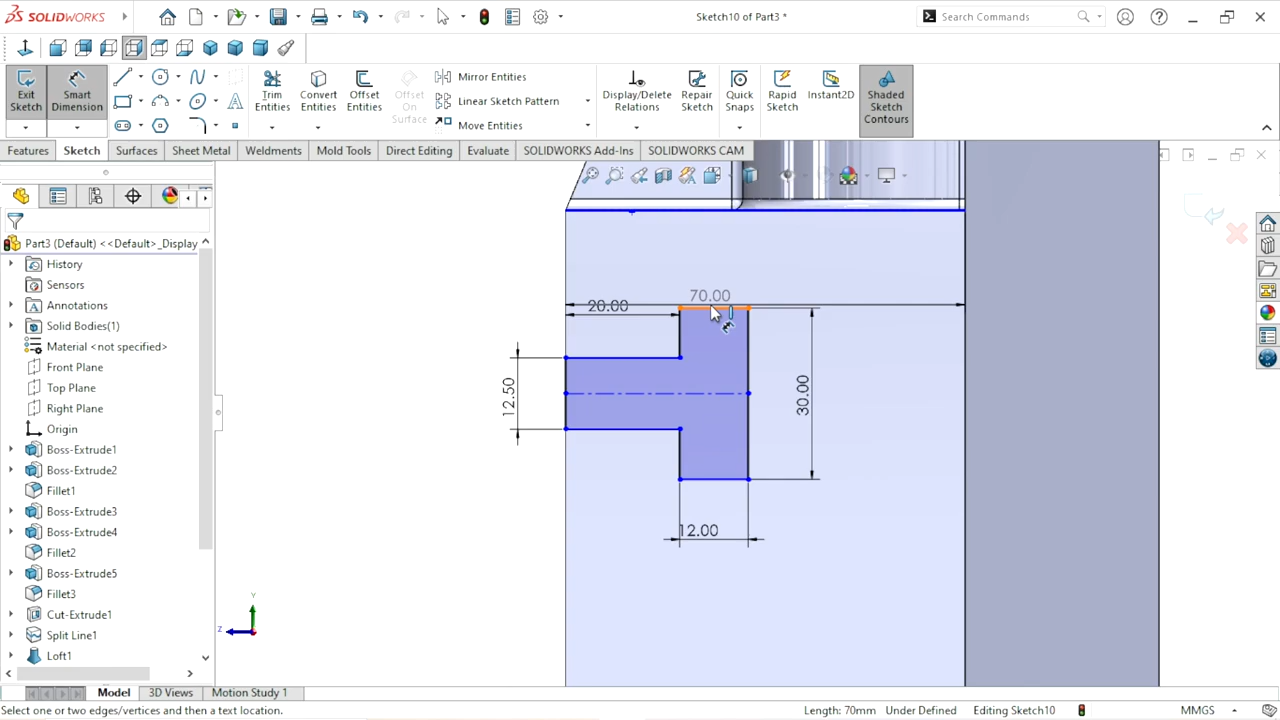 SOLIDWORKS
Sketch10 of Part3 *
Search Commands
Exit Sketch
Smart Dimension
Trim Entities
Convert Entities
Offset Entities
Offset On Surface
Mirror Entities
Linear Sketch Pattern
Move Entities
Display/Delete Relations
Repair Sketch
Quick Snaps
Rapid Sketch
Instant2D
Shaded Sketch Contours
Features Sketch Surfaces Sheet Metal Weldments Mold Tools Direct Editing Evaluate SOLIDWORKS Add-Ins SOLIDWORKS CAM
Part3 (Default) <<Default>_Display
History
Sensors
Annotations
Solid Bodies(1)
Material <not specified>
Front Plane
Top Plane
Right Plane
Origin
Boss-Extrude1
Boss-Extrude2
Fillet1
Boss-Extrude3
Boss-Extrude4
Fillet2
Boss-Extrude5
Fillet3
Cut-Extrude1
Split Line1
Loft1
70.00
20.00
12.50
30.00
12.00
Y
Z
Model 3D Views Motion Study 1
Select one or two edges/vertices and then a text location. Length: 70mm Under Defined Editing Sketch10 MMGS